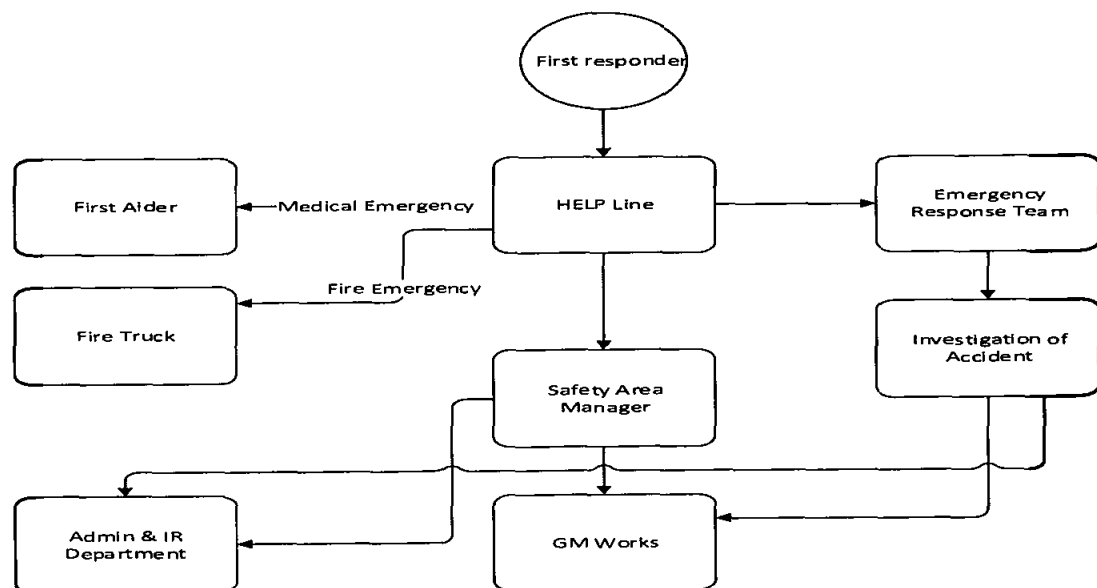 First responder
First Aider
Medical Emergency
HELP Line
Emergency
Response Team
Fire Emergency
Fire Truck
Safety Area
Manager
Investigation of
Accident
Admin & IR
Department
GM Works